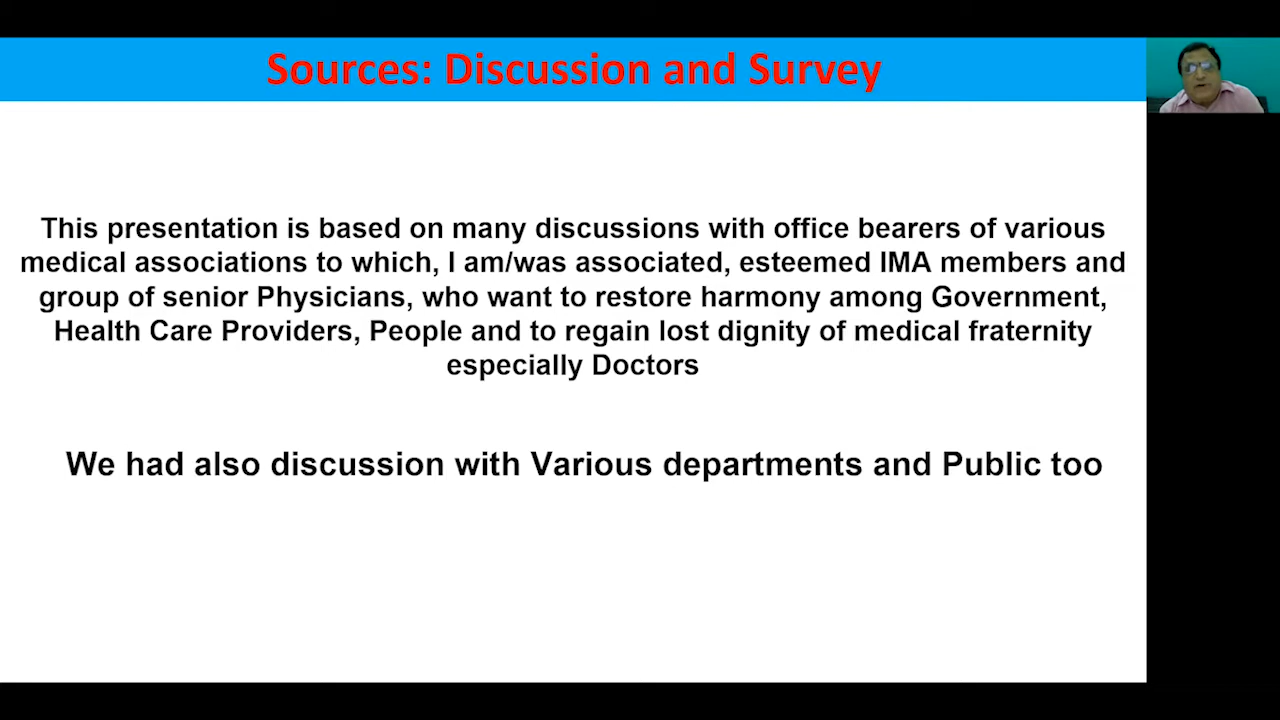 Sources: Discussion and Survey
This presentation is based on many discussions with office bearers of various
medical associations to which, I am/was associated, esteemed IMA members and
group of senior Physicians, who want to restore harmony among Government,
Health Care Providers, People and to regain lost dignity of medical fraternity
especially Doctors
We had also discussion with Various departments and Public too